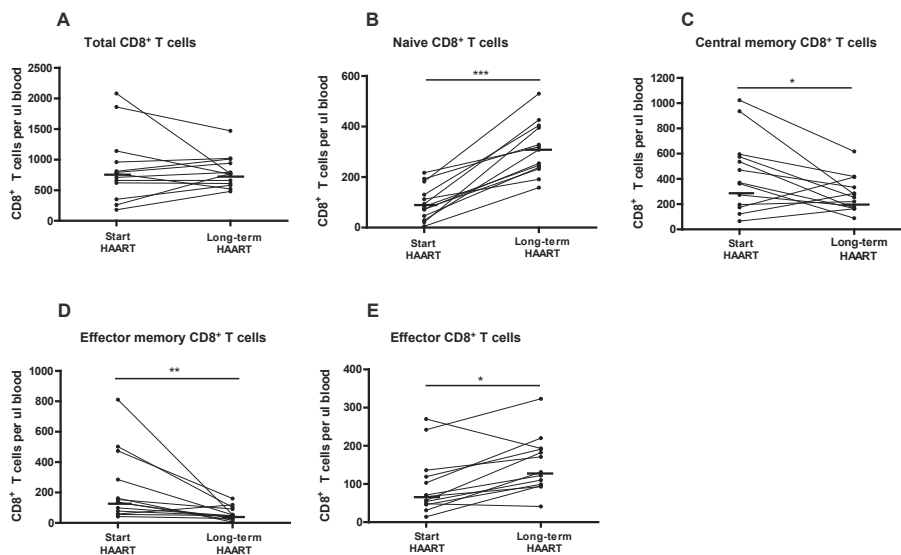 A
Total CD8⁺ T cells
CD8⁺ T cells per ul blood
2500
2000
1500
1000
500
0
Start
HAART
Long-term
HAART
B
Naive CD8⁺ T cells
CD8⁺ T cells per ul blood
600
400
200
0
***
Start
HAART
Long-term
HAART
C
Central memory CD8⁺ T cells
CD8⁺ T cells per ul blood
1200
1000
800
600
400
200
0
*
Start
HAART
Long-term
HAART
D
Effector memory CD8⁺ T cells
CD8⁺ T cells per ul blood
1000
800
600
400
200
0
**
Start
HAART
Long-term
HAART
E
Effector CD8⁺ T cells
CD8⁺ T cells per ul blood
400
300
200
100
0
*
Start
HAART
Long-term
HAART